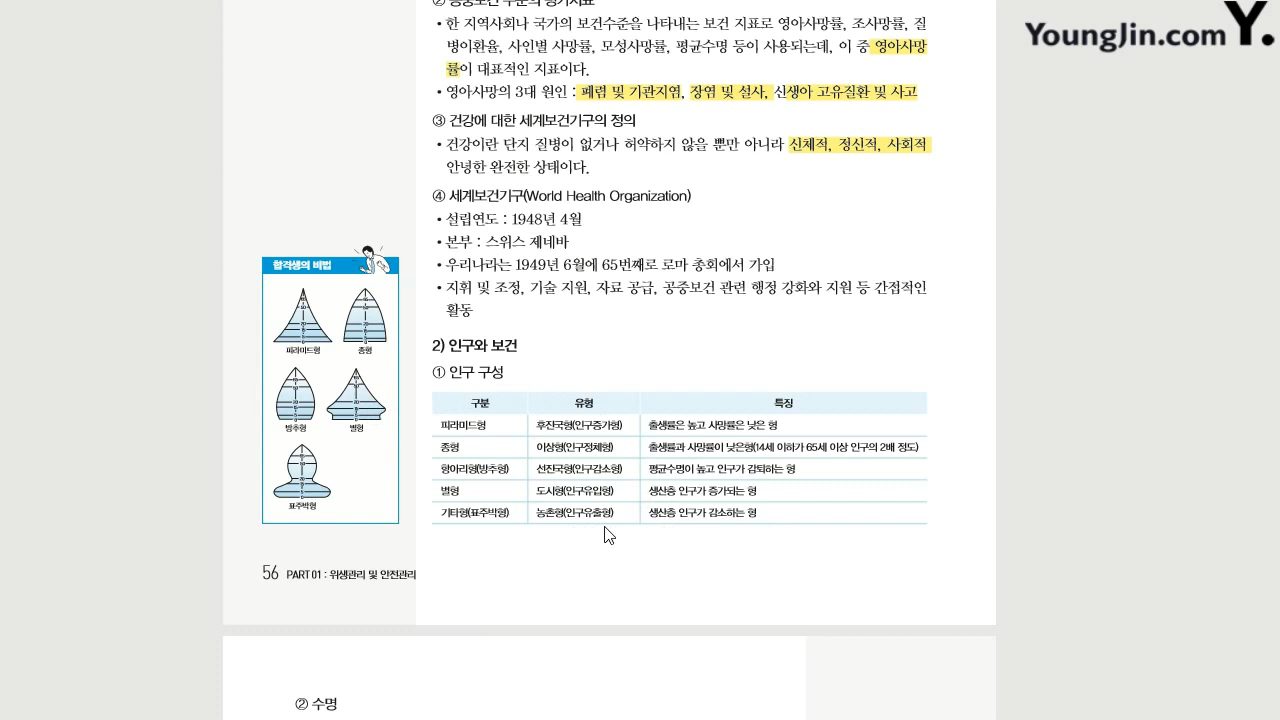 YoungJin.com Y.
② 공중보건 수준의 평가지표
• 한 지역사회나 국가의 보건수준을 나타내는 보건 지표로 영아사망률, 조사망률, 질
병이환율, 사인별 사망률, 모성사망률, 평균수명 등이 사용되는데, 이 중 영아사망
률이 대표적인 지표이다.
• 영아사망의 3대 원인 : 폐렴 및 기관지염, 장염 및 설사, 신생아 고유질환 및 사고
③ 건강에 대한 세계보건기구의 정의
• 건강이란 단지 질병이 없거나 허약하지 않을 뿐만 아니라 신체적, 정신적, 사회적
안녕한 완전한 상태이다.
④ 세계보건기구(World Health Organization)
• 설립연도 : 1948년 4월
• 본부 : 스위스 제네바
• 우리나라는 1949년 6월에 65번째로 로마 총회에서 가입
• 지휘 및 조정, 기술 지원, 자료 공급, 공중보건 관련 행정 강화와 지원 등 간접적인
활동
합격생의 비법
피라미드형 종형
방추형 별형
표주박형
2) 인구와 보건
① 인구 구성
구분 유형 특징
피라미드형 후진국형(인구증가형) 출생률은 높고 사망률은 낮은 형
종형 이상형(인구정체형) 출생률과 사망률이 낮은형(14세 이하가 65세 이상 인구의 2배 정도)
항아리형(방추형) 선진국형(인구감소형) 평균수명이 높고 인구가 감퇴하는 형
별형 도시형(인구유입형) 생산층 인구가 증가되는 형
기타형(표주박형) 농촌형(인구유출형) 생산층 인구가 감소하는 형
56 PART 01 : 위생관리 및 안전관리
② 수명